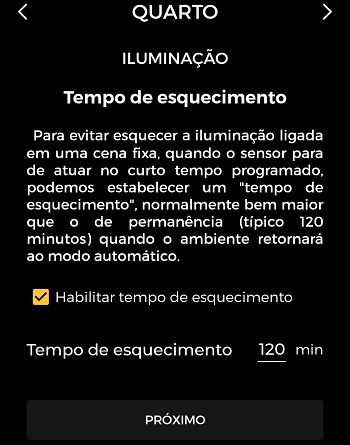 QUARTO
ILUMINAÇÃO
Tempo de esquecimento
Para evitar esquecer a iluminação ligada
em uma cena fixa, quando o sensor para
de atuar no curto tempo programado,
podemos estabelecer um "tempo de
esquecimento", normalmente bem maior
que o de permanência (típico 120
minutos) quando o ambiente retornará
ao modo automático.
Habilitar tempo de esquecimento
Tempo de esquecimento 120 min
PRÓXIMO